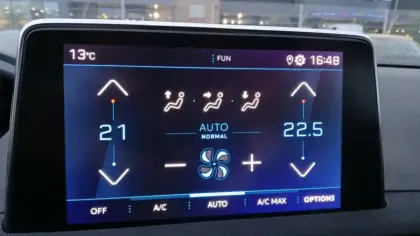 13°C FUN 16:48
21 AUTO 22.5
NORMAL
− +
OFF A/C AUTO A/C MAX OPTIONS